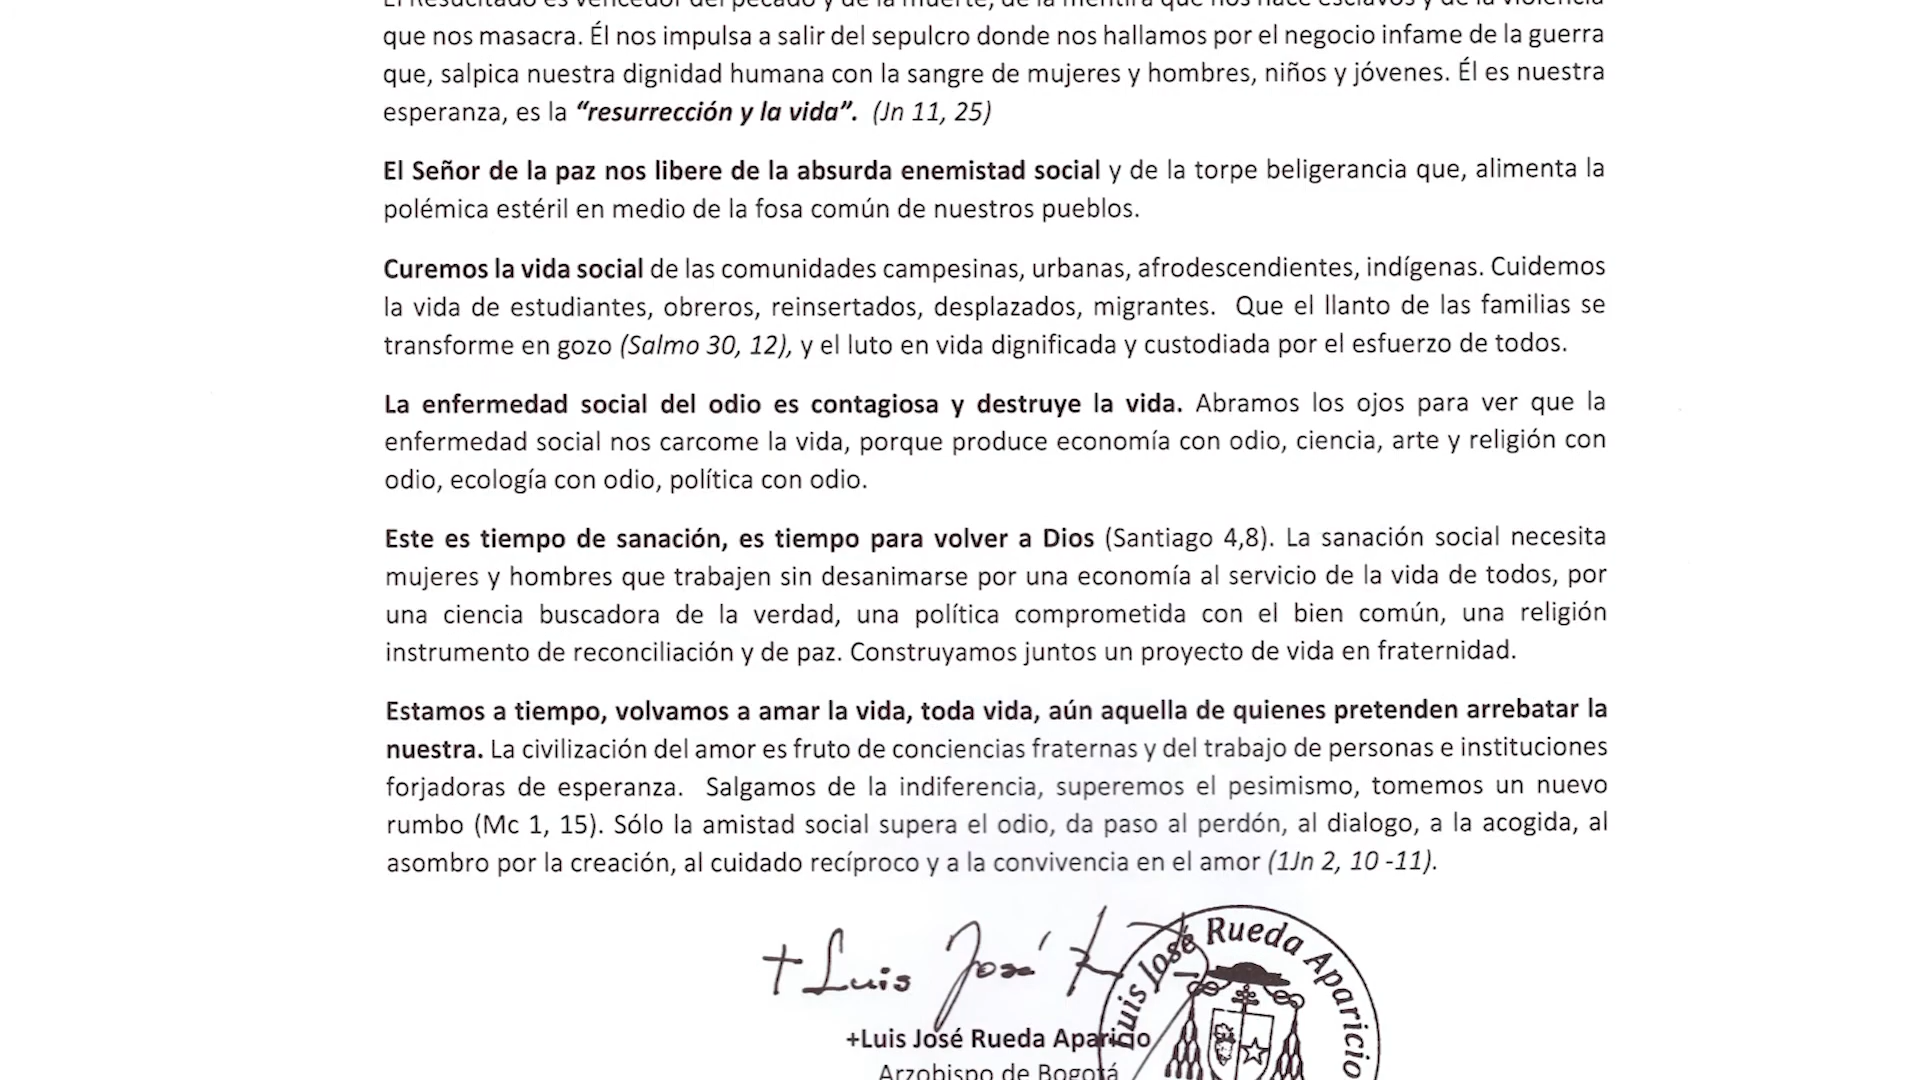 El Resucitado es vencedor del pecado y de la muerte, de la mentira que nos hace esclavos y de la violencia
que nos masacra. Él nos impulsa a salir del sepulcro donde nos hallamos por el negocio infame de la guerra
que, salpica nuestra dignidad humana con la sangre de mujeres y hombres, niños y jóvenes. Él es nuestra
esperanza, es la “resurrección y la vida”. (Jn 11, 25)
El Señor de la paz nos libere de la absurda enemistad social y de la torpe beligerancia que, alimenta la
polémica estéril en medio de la fosa común de nuestros pueblos.
Curemos la vida social de las comunidades campesinas, urbanas, afrodescendientes, indígenas. Cuidemos
la vida de estudiantes, obreros, reinsertados, desplazados, migrantes. Que el llanto de las familias se
transforme en gozo (Salmo 30, 12), y el luto en vida dignificada y custodiada por el esfuerzo de todos.
La enfermedad social del odio es contagiosa y destruye la vida. Abramos los ojos para ver que la
enfermedad social nos carcome la vida, porque produce economía con odio, ciencia, arte y religión con
odio, ecología con odio, política con odio.
Este es tiempo de sanación, es tiempo para volver a Dios (Santiago 4,8). La sanación social necesita
mujeres y hombres que trabajen sin desanimarse por una economía al servicio de la vida de todos, por
una ciencia buscadora de la verdad, una política comprometida con el bien común, una religión
instrumento de reconciliación y de paz. Construyamos juntos un proyecto de vida en fraternidad.
Estamos a tiempo, volvamos a amar la vida, toda vida, aún aquella de quienes pretenden arrebatar la
nuestra. La civilización del amor es fruto de conciencias fraternas y del trabajo de personas e instituciones
forjadoras de esperanza. Salgamos de la indiferencia, superemos el pesimismo, tomemos un nuevo
rumbo (Mc 1, 15). Sólo la amistad social supera el odio, da paso al perdón, al dialogo, a la acogida, al
asombro por la creación, al cuidado recíproco y a la convivencia en el amor (1Jn 2, 10 -11).
+ Luis José R
Luis José Rueda Aparicio
+Luis José Rueda Aparicio
Arzobispo de Bogotá